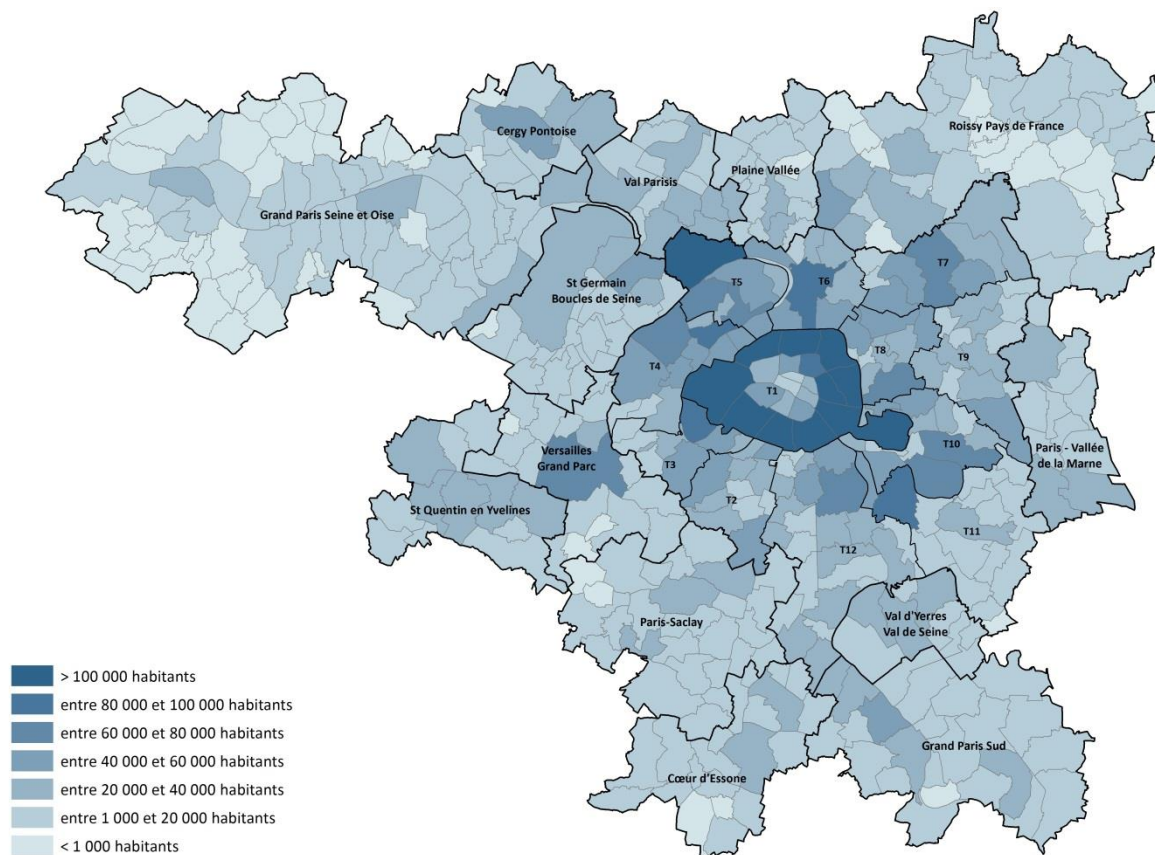 Cergy Pontoise
Roissy Pays de France
Plaine Vallée
Val Parisis
Grand Paris Seine et Oise
T7
St Germain
Boucles de Seine
T5
T6
T8
T9
T4
T1
T10
Versailles
Grand Parc
T3
Paris - Vallée
de la Marne
T2
St Quentin en Yvelines
T11
T12
Paris-Saclay
Val d'Yerres
Val de Seine
Grand Paris Sud
Cœur d'Essone
> 100 000 habitants
entre 80 000 et 100 000 habitants
entre 60 000 et 80 000 habitants
entre 40 000 et 60 000 habitants
entre 20 000 et 40 000 habitants
entre 1 000 et 20 000 habitants
< 1 000 habitants